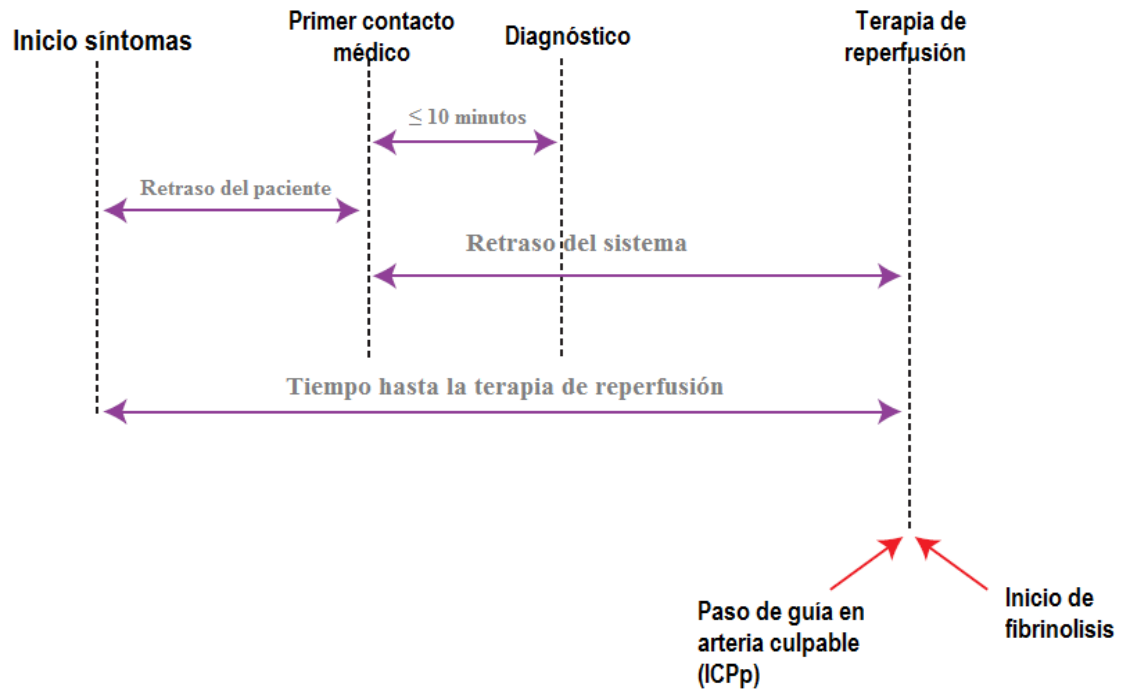 Inicio síntomas
Primer contacto
médico
Diagnóstico
Terapia de
reperfusión
≤ 10 minutos
Retraso del paciente
Retraso del sistema
Tiempo hasta la terapia de reperfusión
Paso de guía en
arteria culpable
(ICPp)
Inicio de
fibrinolisis